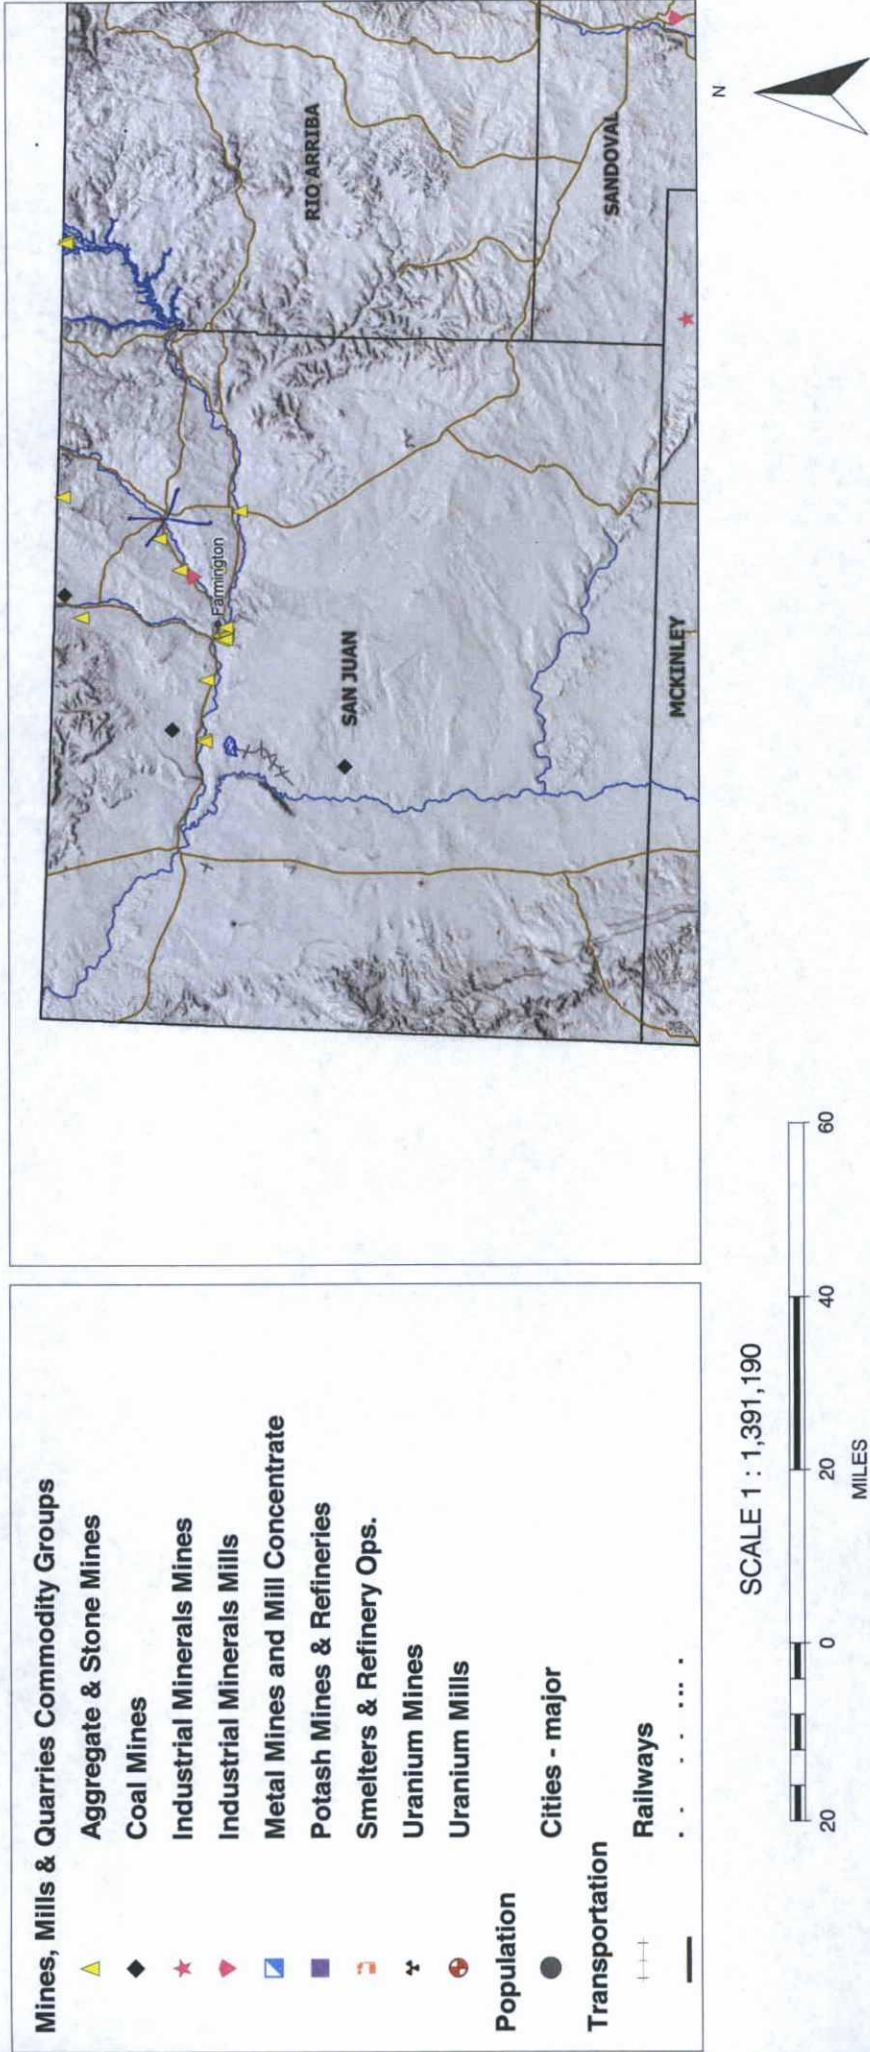 Mines, Mills & Quarries Commodity Groups
Aggregate & Stone Mines
Coal Mines
Industrial Minerals Mines
Industrial Minerals Mills
Metal Mines and Mill Concentrate
Potash Mines & Refineries
Smelters & Refinery Ops.
Uranium Mines
Uranium Mills
Population
Cities - major
Transportation
Railways
Farmington
SAN JUAN
RIO ARRIBA
SANDOVAL
MCKINLEY
SCALE 1 : 1,391,190
20 0 20 40 60
MILES
N